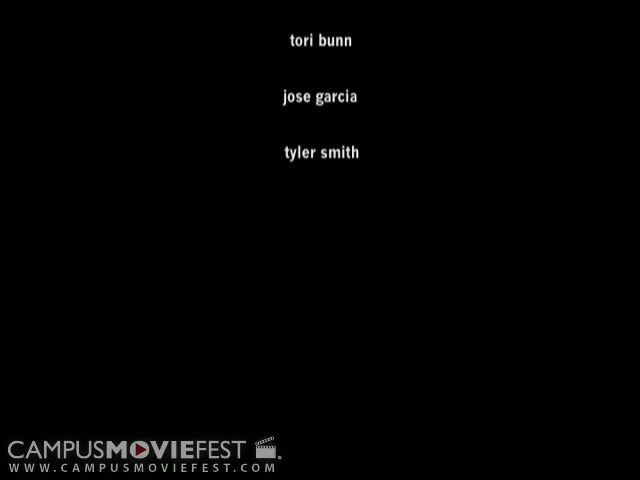 tori bunn
jose garcia
tyler smith
CAMPUSMOVIEFEST
WWW.CAMPUSMOVIEFEST.COM